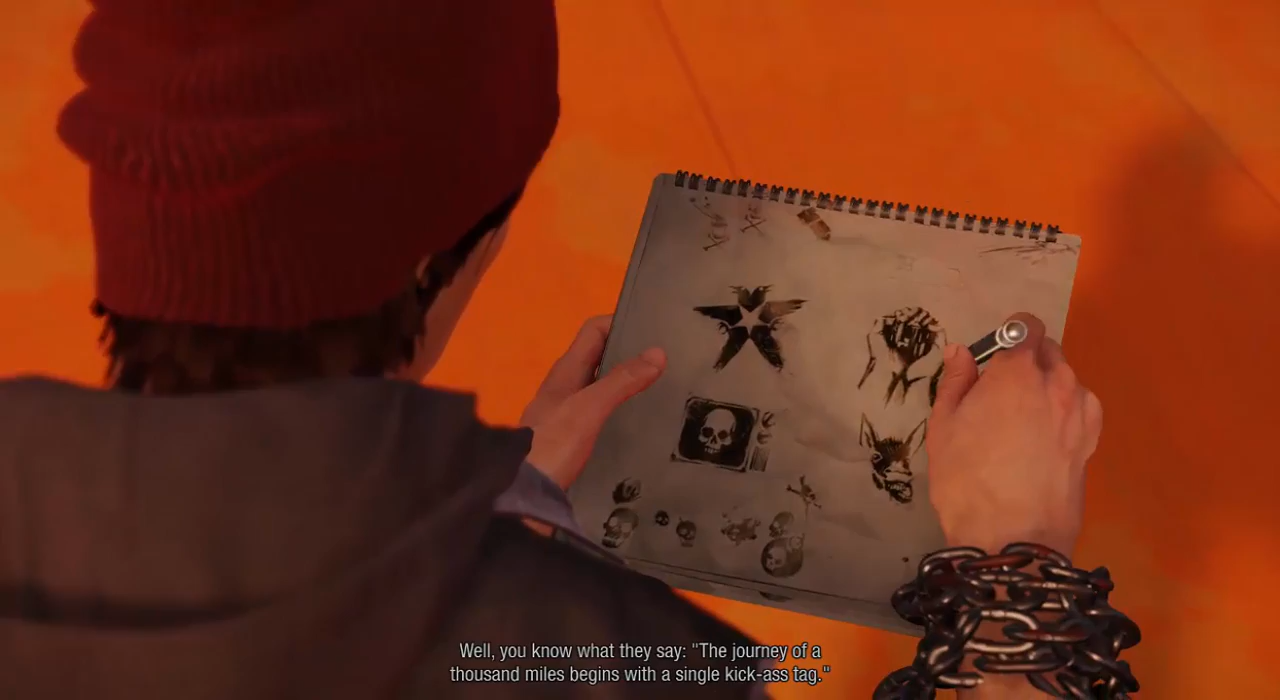 Well, you know what they say: "The journey of a
thousand miles begins with a single kick-ass tag."